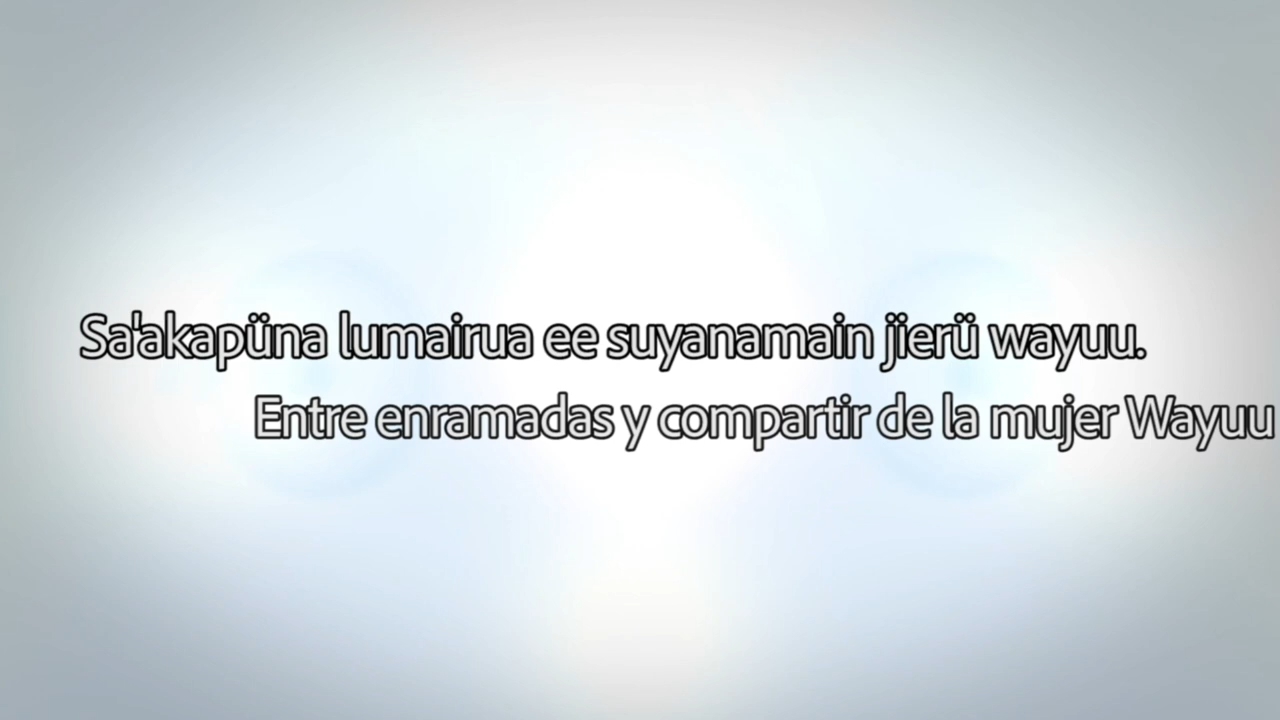 Sa'akapüna lumairua ee suyanamain jierü wayuu.
Entre enramadas y compartir de la mujer Wayuu